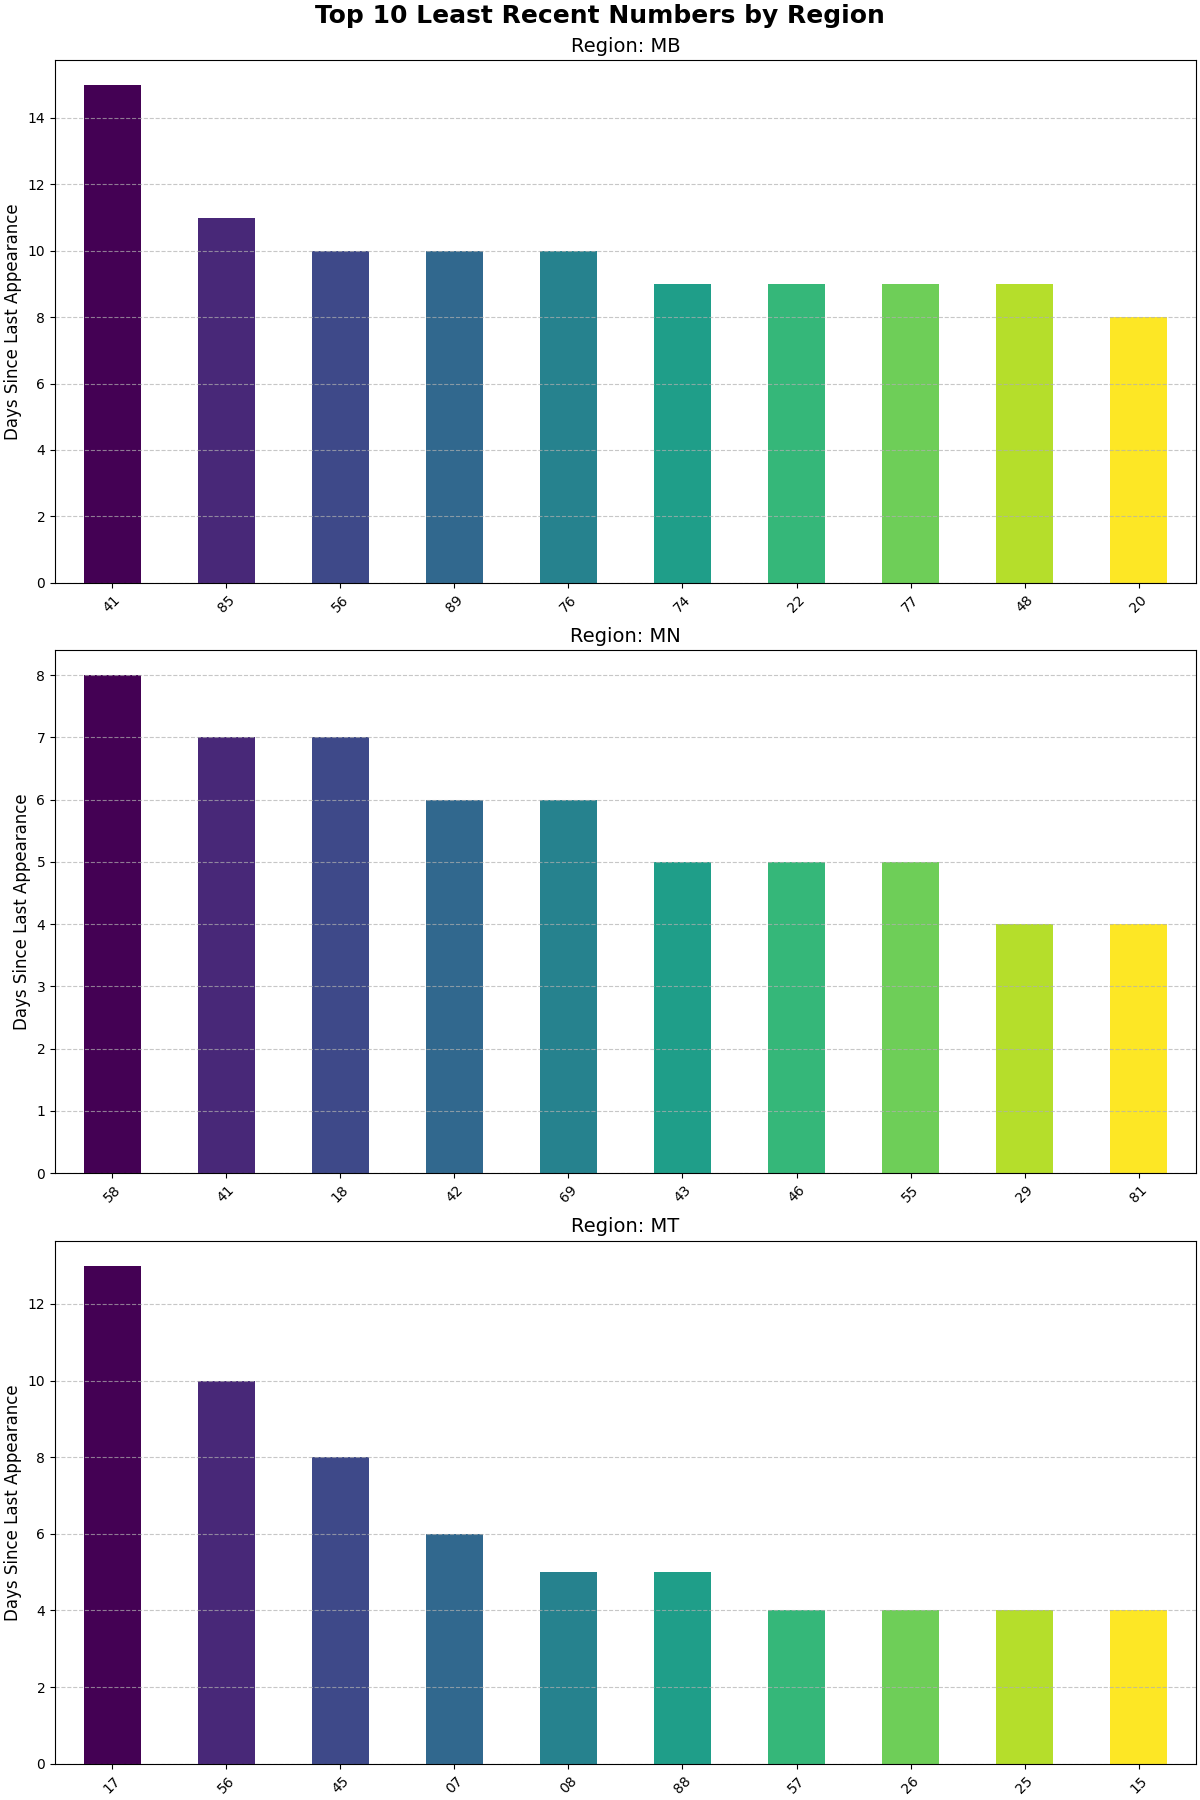 Top 10 Least Recent Numbers by Region
Region: MB
Days Since Last Appearance
14
12
10
8
6
4
2
0
41 85 56 89 76 74 22 77 48 20
Region: MN
Days Since Last Appearance
8
7
6
5
4
3
2
1
0
58 41 18 42 69 43 46 55 29 81
Region: MT
Days Since Last Appearance
12
10
8
6
4
2
0
17 56 45 07 08 88 57 26 25 15